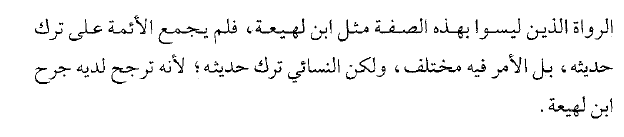 الرواة الذين ليسوا بهذه الصفة مثل ابن لهيعة، فلم يجمع الأئمة على ترك
حديثه، بل الأمر فيه مختلف، ولكن النسائي ترك حديثه؛ لأنه ترجح لديه جرح
ابن لهيعة.